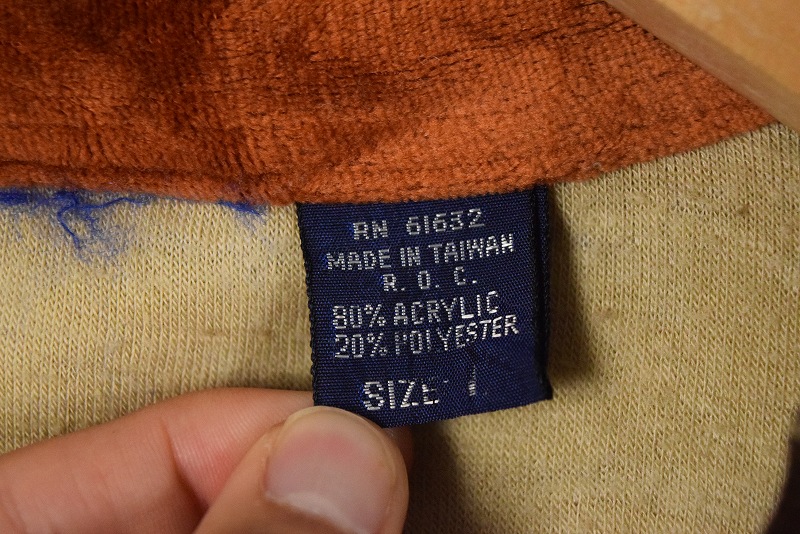 RN 61632
MADE IN TAIWAN
R. O. C.
80% ACRYLIC
20% POLYESTER
SIZE